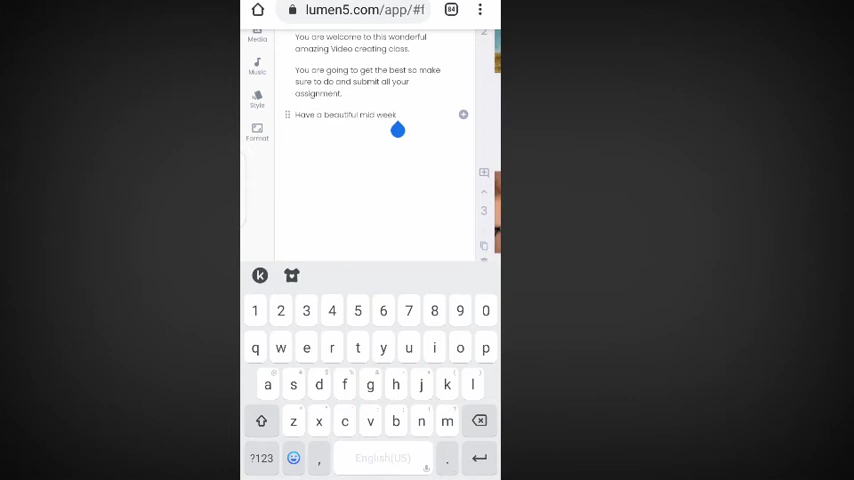 lumen5.com/app/#f
84
Media
You are welcome to this wonderful
amazing Video creating class.
2
Music
You are going to get the best so make
sure to do and submit all your
assignment.
Style
Have a beautiful mid week
Format
3
k
1 2 3 4 5 6 7 8 9 0
q w e r t y u i o p
a s d f g h j k l
z x c v b n m
?123 , English(US) .